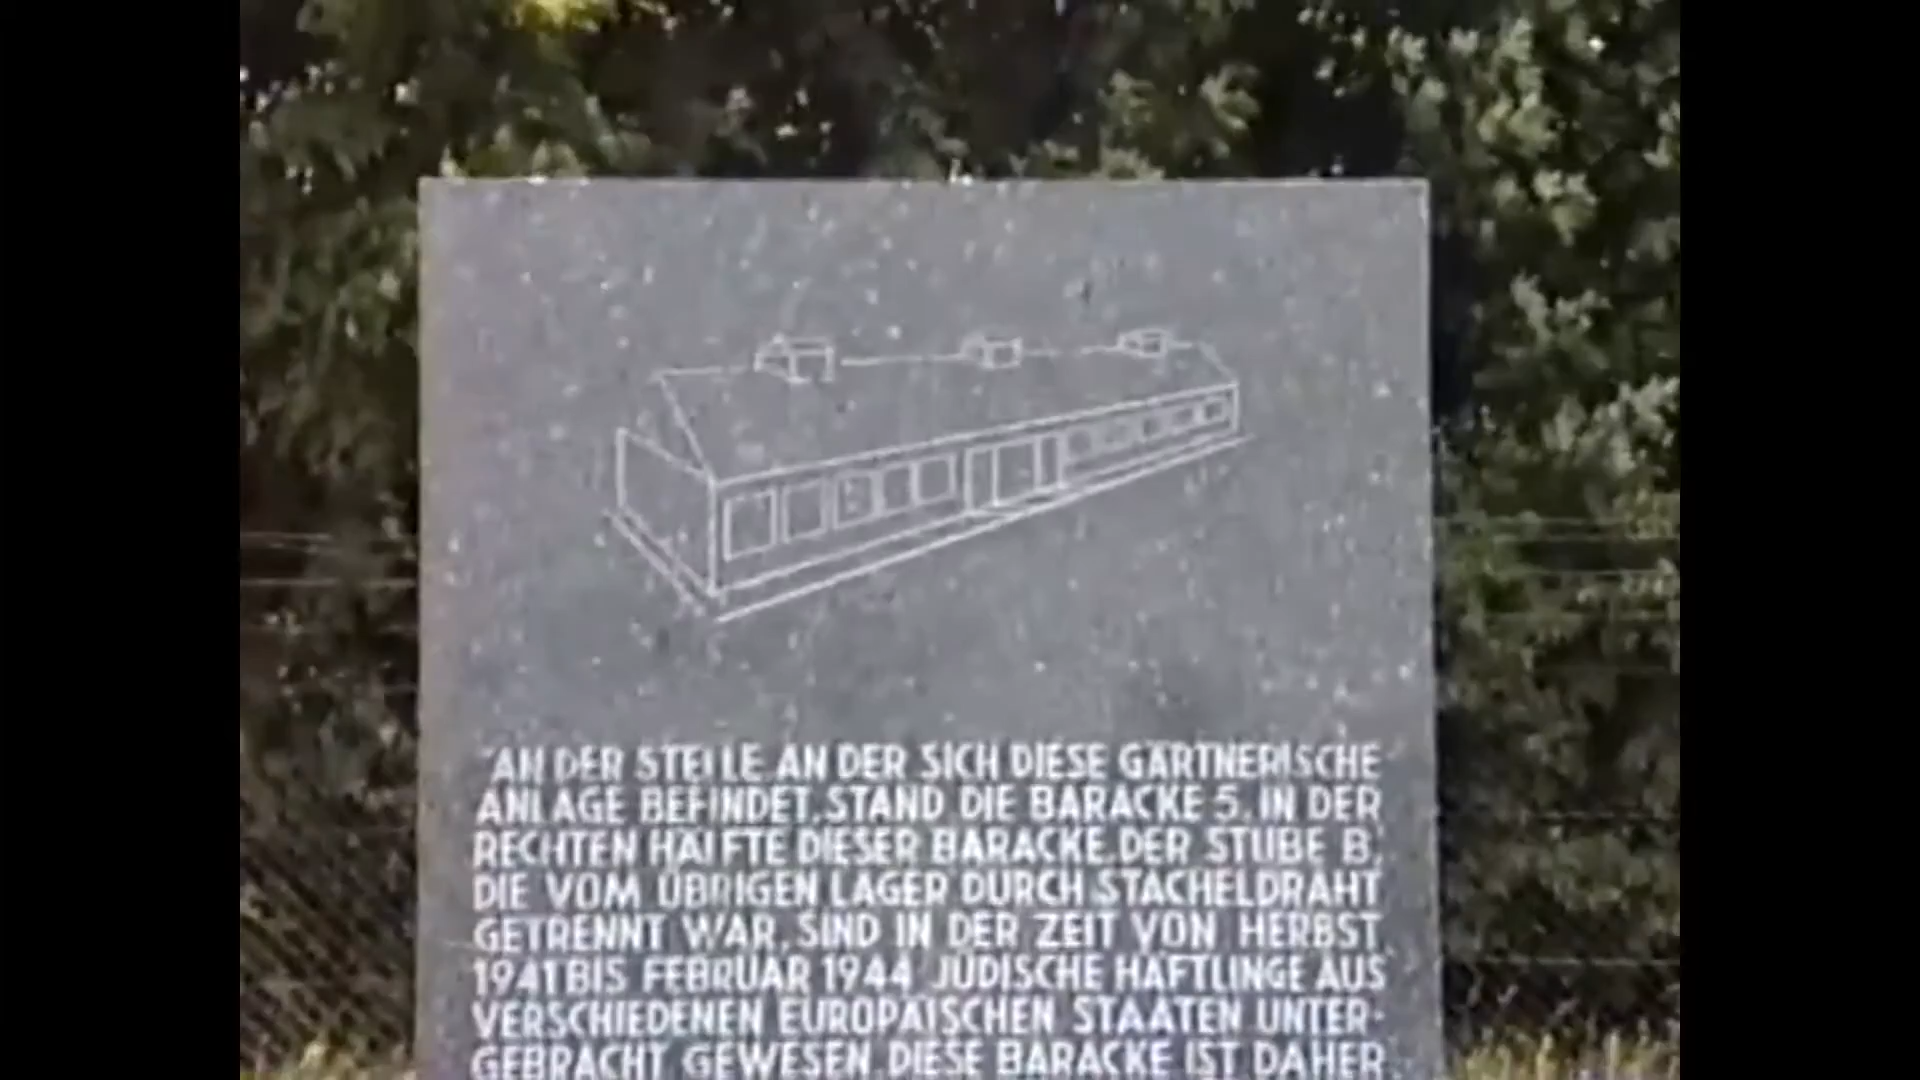 AN DER STELLE AN DER SICH DIESE GÄRTNERISCHE
ANLAGE BEFINDET, STAND DIE BARACKE 5. IN DER
RECHTEN HÄLFTE DIESER BARACKE, DER STUBE B,
DIE VOM ÜBRIGEN LAGER DURCH STACHELDRAHT
GETRENNT WAR, SIND IN DER ZEIT VON HERBST
1941 BIS FEBRUAR 1944 JÜDISCHE HÄFTLINGE AUS
VERSCHIEDENEN EUROPÄISCHEN STAATEN UNTER-
GEBRACHT GEWESEN. DIESE BARACKE IST DAHER